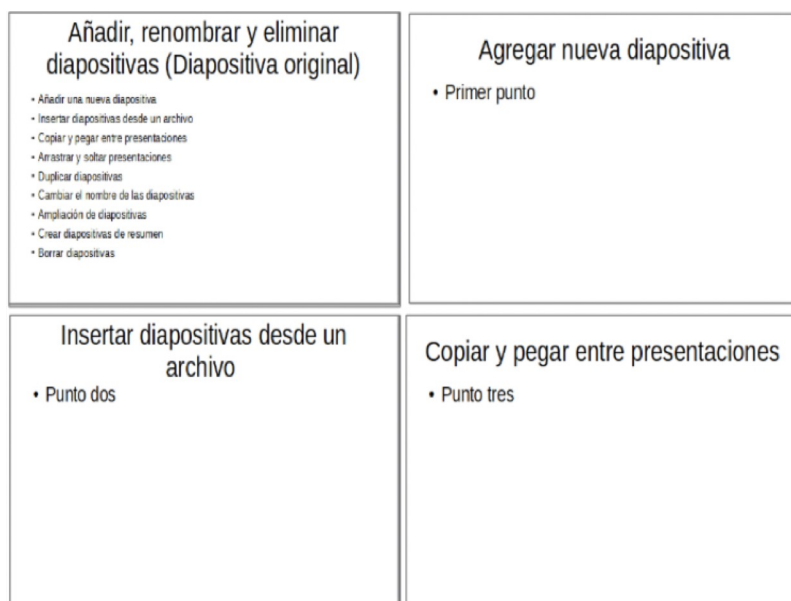 Añadir, renombrar y eliminar
diapositivas (Diapositiva original)
• Añadir una nueva diapositiva
• Insertar diapositivas desde un archivo
• Copiar y pegar entre presentaciones
• Arrastrar y soltar presentaciones
• Duplicar diapositivas
• Cambiar el nombre de las diapositivas
• Ampliación de diapositivas
• Crear diapositivas de resumen
• Borrar diapositivas
Agregar nueva diapositiva
• Primer punto
Insertar diapositivas desde un
archivo
• Punto dos
Copiar y pegar entre presentaciones
• Punto tres